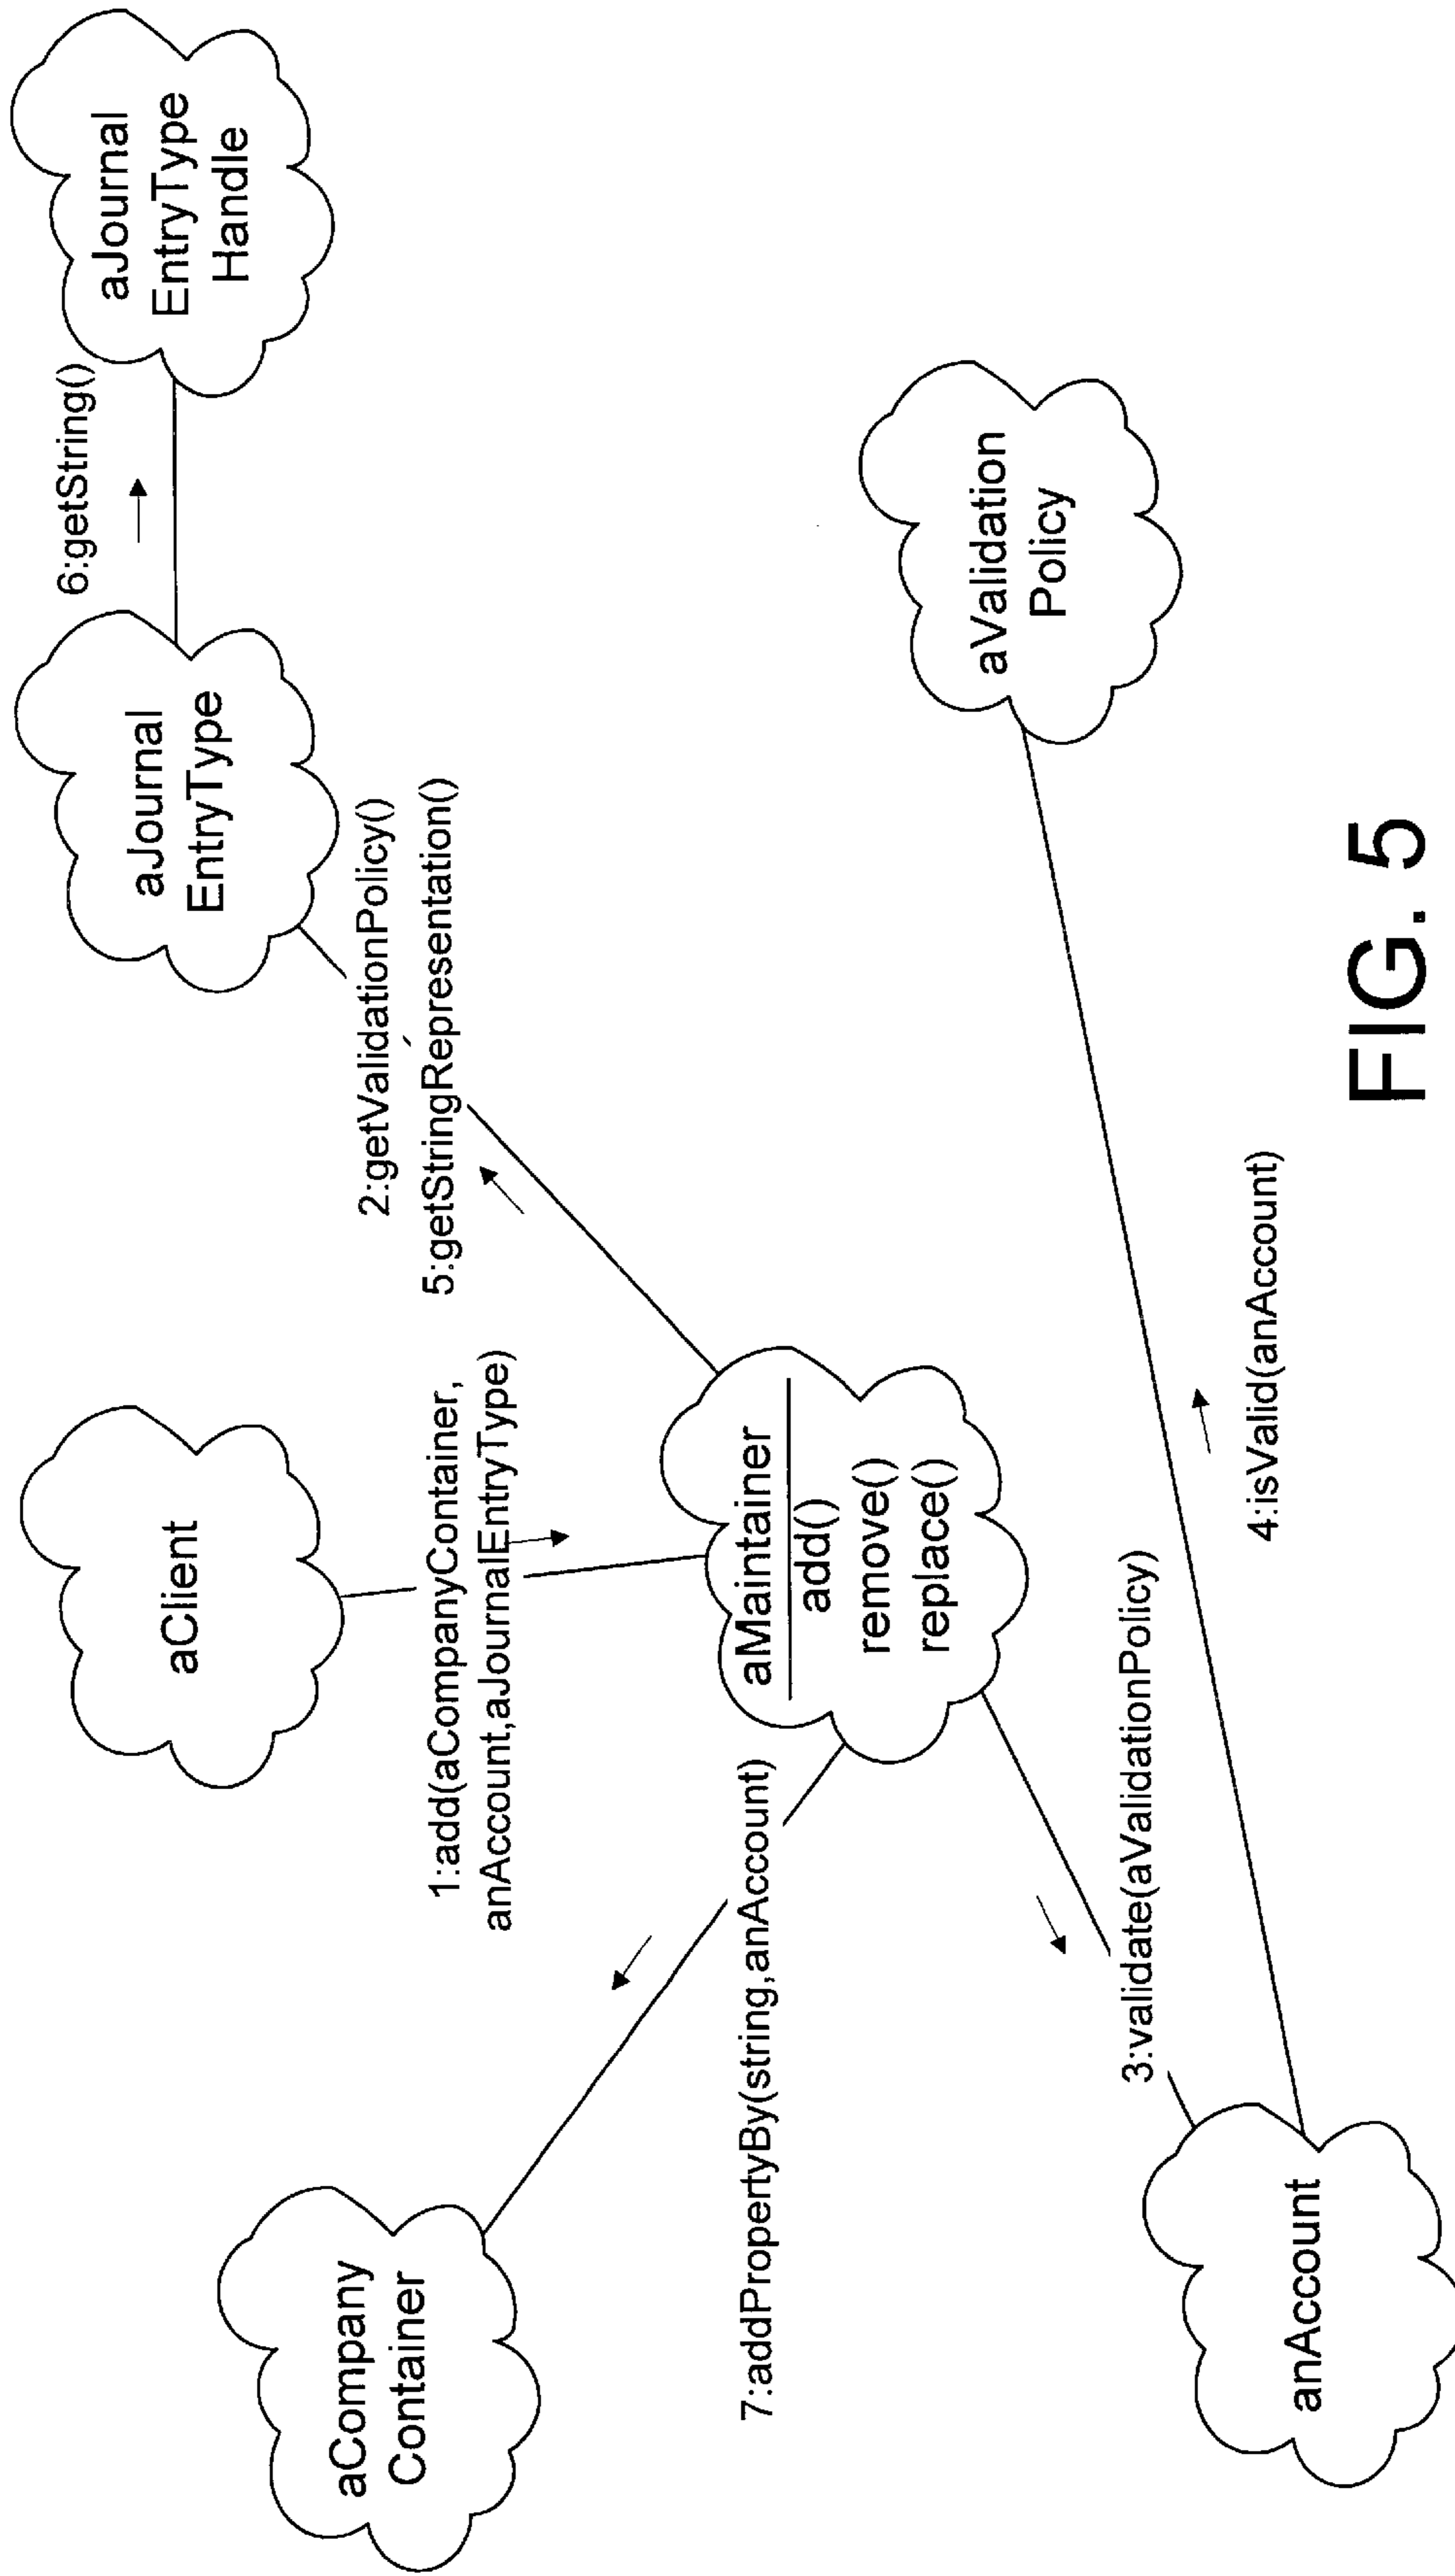 aClient
aJournal
EntryType
6:getString()
aJournal
EntryType
Handle
aCompany
Container
1:add(aCompanyContainer,
anAccount,aJournalEntryType)
2:getValidationPolicy()
5:getStringRepresentation()
7:addPropertyBy(string,anAccount)
aMaintainer
add()
remove()
replace()
aValidation
Policy
3:validate(aValidationPolicy)
4:isValid(anAccount)
anAccount
FIG. 5